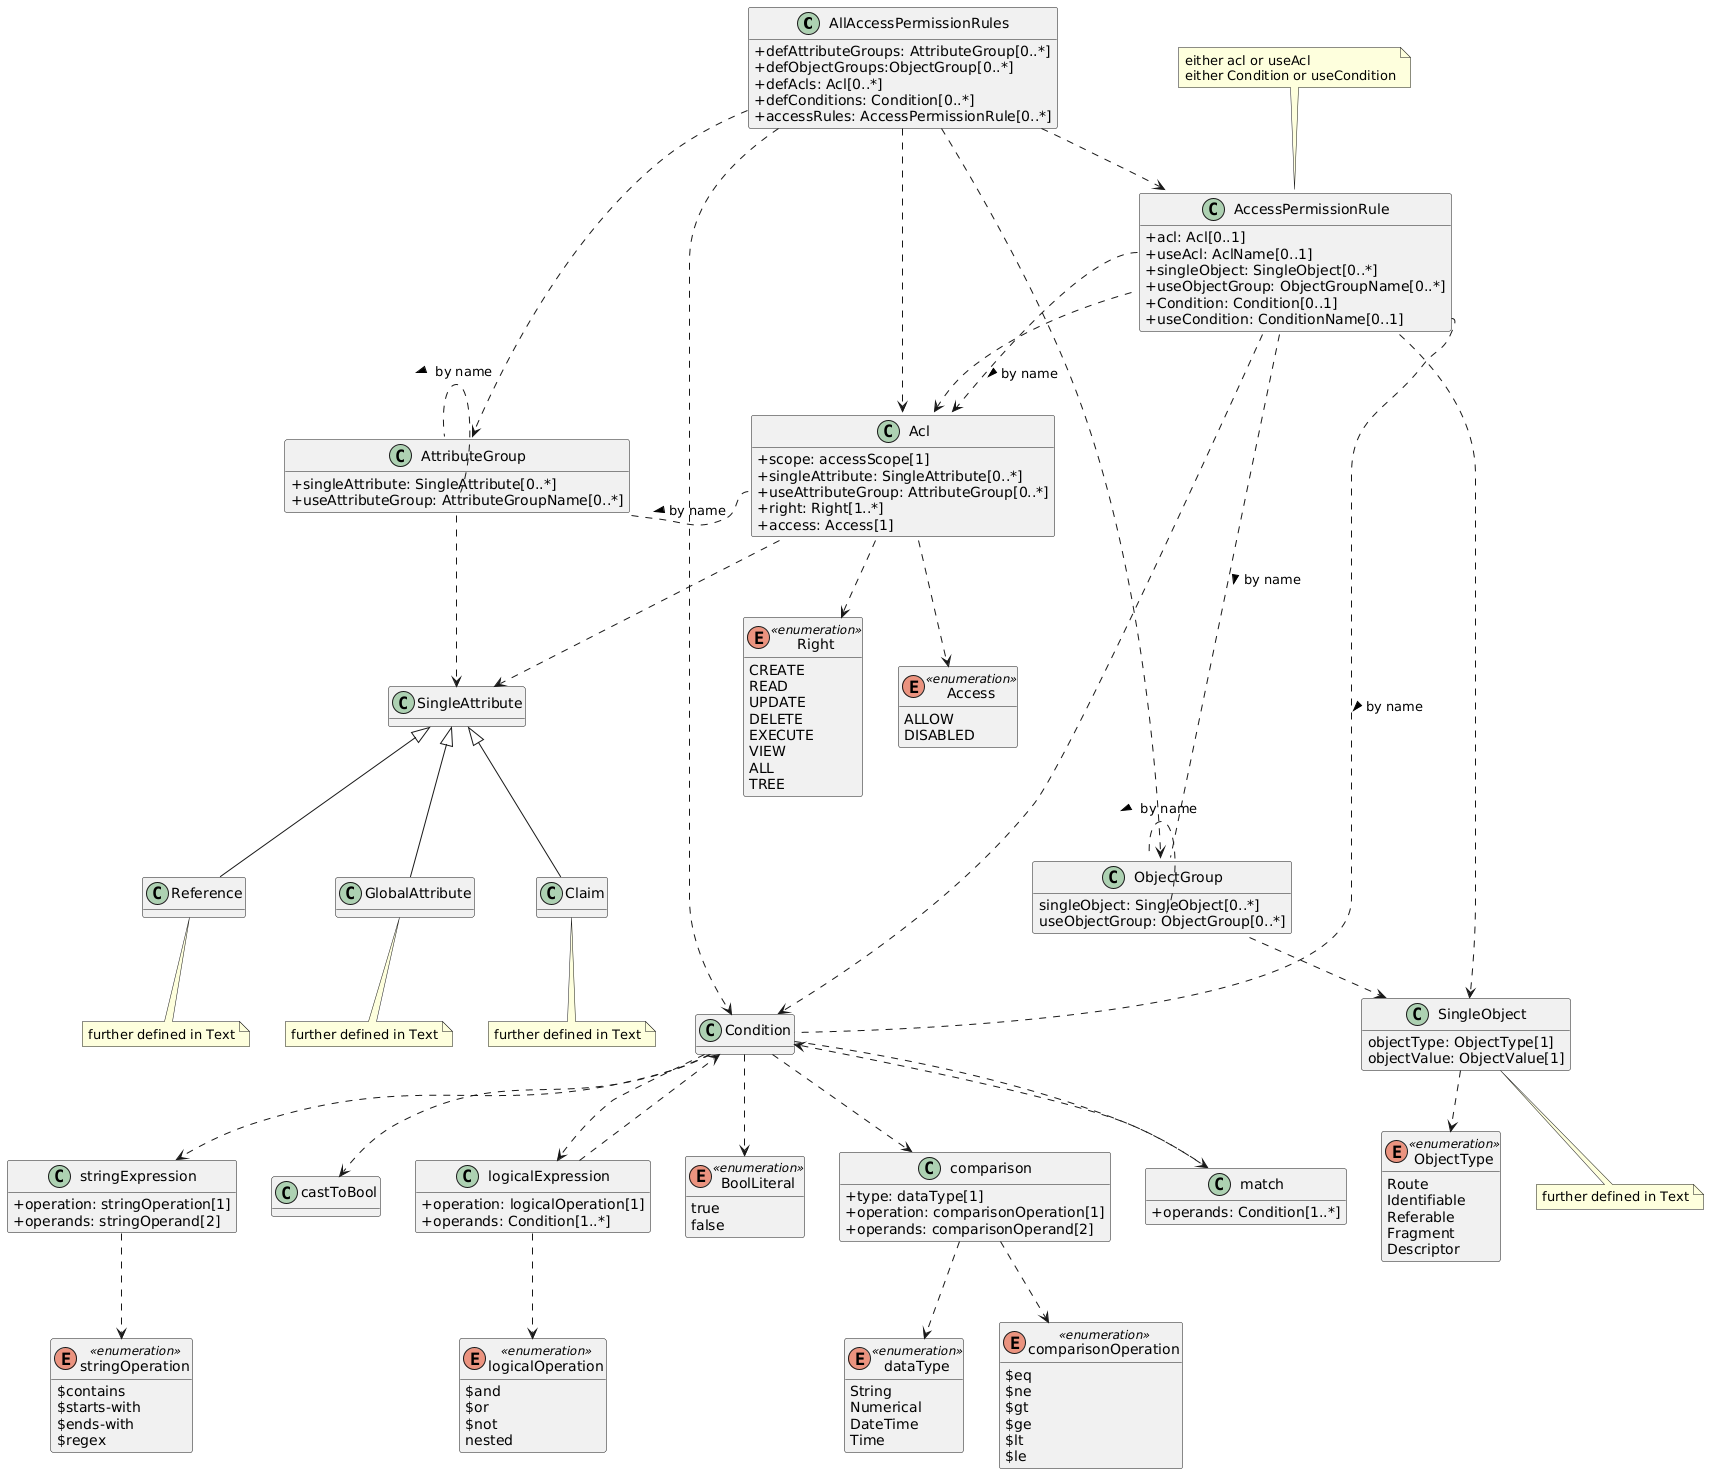 C AllAccessPermissionRules
+defAttributeGroups: AttributeGroup[0..*]
+defObjectGroups:ObjectGroup[0..*]
+defAcls: Acl[0..*]
+defConditions: Condition[0..*]
+accessRules: AccessPermissionRule[0..*]
either acl or useAcl
either Condition or useCondition
C AccessPermissionRule
+acl: Acl[0..1]
+useAcl: AclName[0..1]
+singleObject: SingleObject[0..*]
+useObjectGroup: ObjectGroupName[0..*]
+Condition: Condition[0..1]
+useCondition: ConditionName[0..1]
by name
by name
C AttributeGroup
+singleAttribute: SingleAttribute[0..*]
+useAttributeGroup: AttributeGroupName[0..*]
by name
C Acl
+scope: accessScope[1]
+singleAttribute: SingleAttribute[0..*]
+useAttributeGroup: AttributeGroup[0..*]
+right: Right[1..*]
+access: Access[1]
by name
by name
C SingleAttribute
E «enumeration»
Right
CREATE
READ
UPDATE
DELETE
EXECUTE
VIEW
ALL
TREE
E «enumeration»
Access
ALLOW
DISABLED
by name
C Reference
C GlobalAttribute
C Claim
C ObjectGroup
singleObject: SingleObject[0..*]
useObjectGroup: ObjectGroup[0..*]
further defined in Text
further defined in Text
further defined in Text
C Condition
C SingleObject
objectType: ObjectType[1]
objectValue: ObjectValue[1]
C stringExpression
+operation: stringOperation[1]
+operands: stringOperand[2]
C castToBool
C logicalExpression
+operation: logicalOperation[1]
+operands: Condition[1..*]
E «enumeration»
BoolLiteral
true
false
C comparison
+type: dataType[1]
+operation: comparisonOperation[1]
+operands: comparisonOperand[2]
C match
+operands: Condition[1..*]
E «enumeration»
ObjectType
Route
Identifiable
Referable
Fragment
Descriptor
further defined in Text
E «enumeration»
stringOperation
$contains
$starts-with
$ends-with
$regex
E «enumeration»
logicalOperation
$and
$or
$not
nested
E «enumeration»
dataType
String
Numerical
DateTime
Time
E «enumeration»
comparisonOperation
$eq
$ne
$gt
$ge
$lt
$le